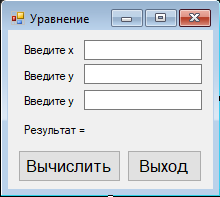 Уравнение
Введите x
Введите y
Введите y
Результат =
Вычислить Выход